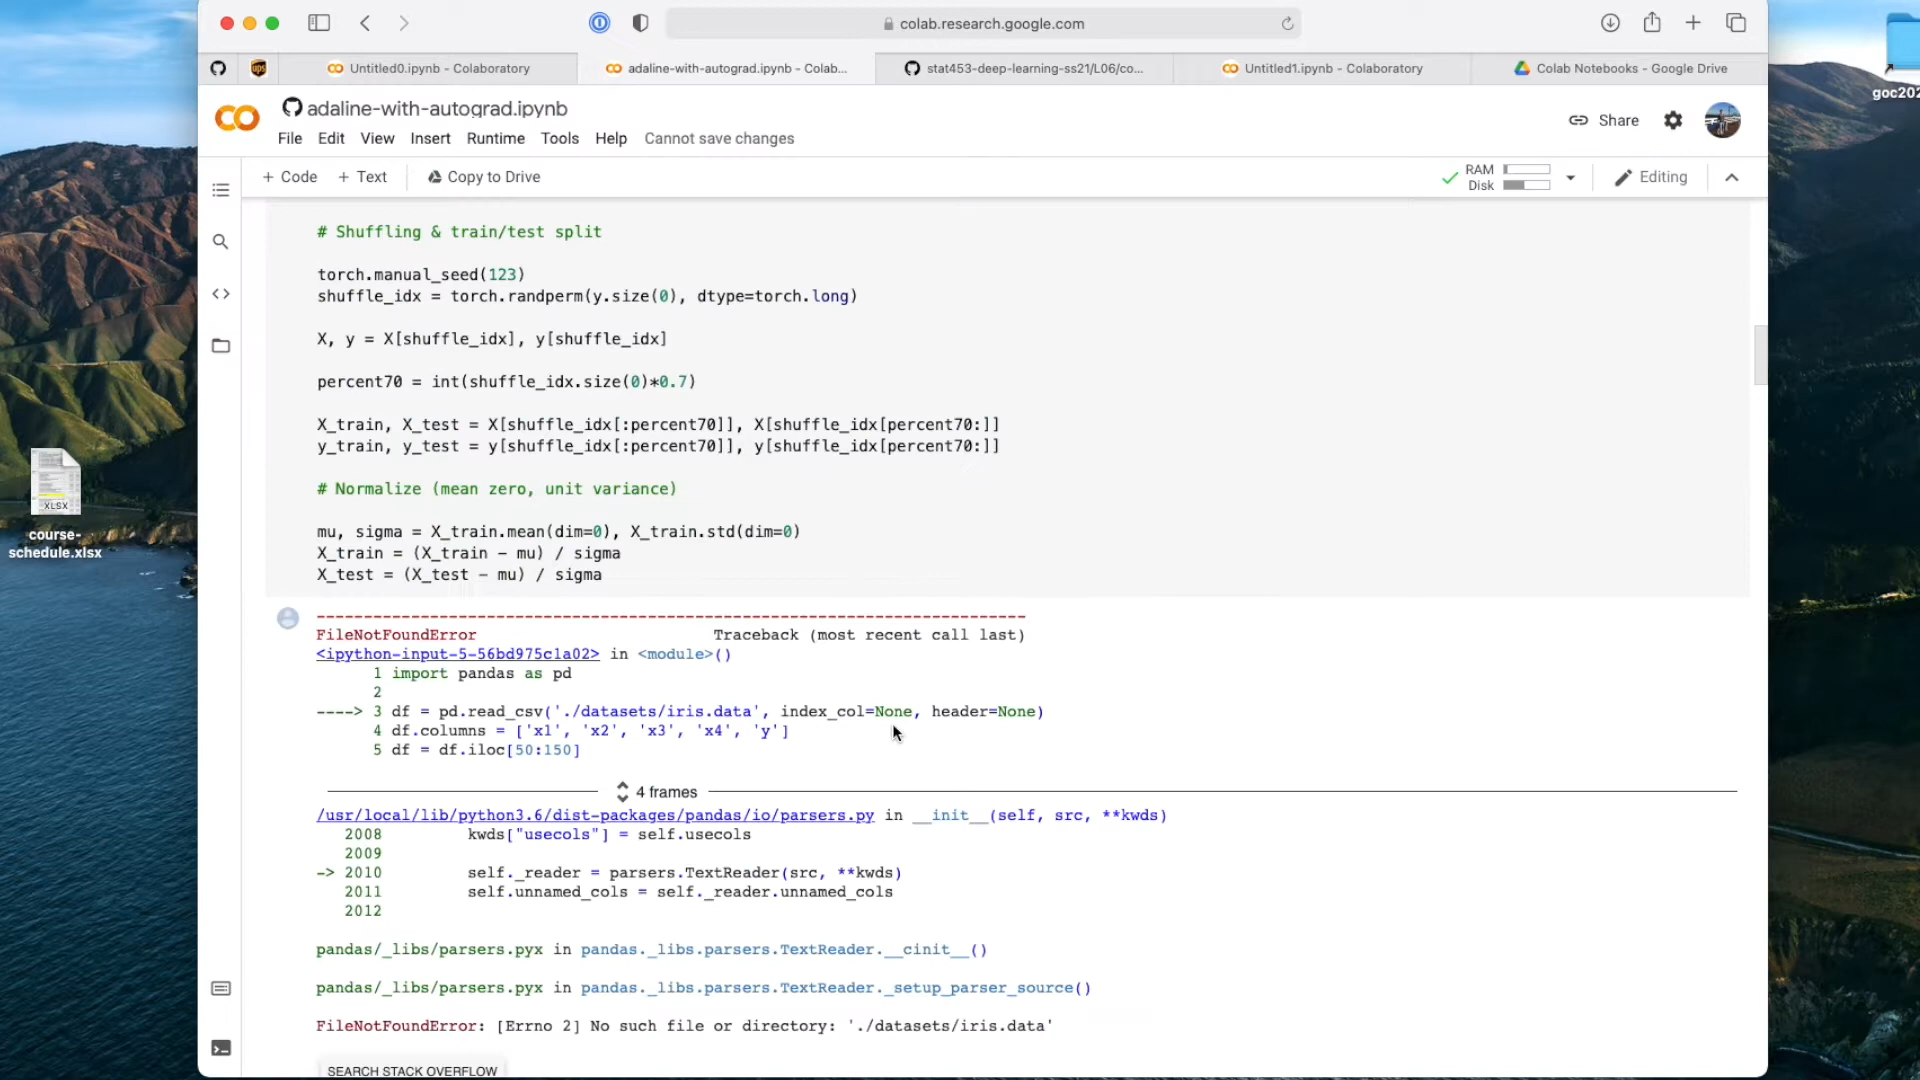 colab.research.google.com
Untitled0.ipynb - Colaboratory
adaline-with-autograd.ipynb - Colab...
stat453-deep-learning-ss21/L06/co...
Untitled1.ipynb - Colaboratory
Colab Notebooks - Google Drive
adaline-with-autograd.ipynb
File Edit View Insert Runtime Tools Help Cannot save changes
Share
+ Code + Text Copy to Drive
RAM
Disk
Editing
# Shuffling & train/test split
torch.manual_seed(123)
shuffle_idx = torch.randperm(y.size(0), dtype=torch.long)
X, y = X[shuffle_idx], y[shuffle_idx]
percent70 = int(shuffle_idx.size(0)*0.7)
X_train, X_test = X[shuffle_idx[:percent70]], X[shuffle_idx[percent70:]]
y_train, y_test = y[shuffle_idx[:percent70]], y[shuffle_idx[percent70:]]
# Normalize (mean zero, unit variance)
mu, sigma = X_train.mean(dim=0), X_train.std(dim=0)
X_train = (X_train - mu) / sigma
X_test = (X_test - mu) / sigma
---------------------------------------------------------------------------
FileNotFoundError Traceback (most recent call last)
<ipython-input-5-56bd975c1a02> in <module>()
1 import pandas as pd
2
----> 3 df = pd.read_csv('./datasets/iris.data', index_col=None, header=None)
4 df.columns = ['x1', 'x2', 'x3', 'x4', 'y']
5 df = df.iloc[50:150]
4 frames
/usr/local/lib/python3.6/dist-packages/pandas/io/parsers.py in __init__(self, src, **kwds)
2008 kwds["usecols"] = self.usecols
2009
-> 2010 self._reader = parsers.TextReader(src, **kwds)
2011 self.unnamed_cols = self._reader.unnamed_cols
2012
pandas/_libs/parsers.pyx in pandas._libs.parsers.TextReader.__cinit__()
pandas/_libs/parsers.pyx in pandas._libs.parsers.TextReader._setup_parser_source()
FileNotFoundError: [Errno 2] No such file or directory: './datasets/iris.data'
SEARCH STACK OVERFLOW
XLSX
course-
schedule.xlsx
goc202
ups